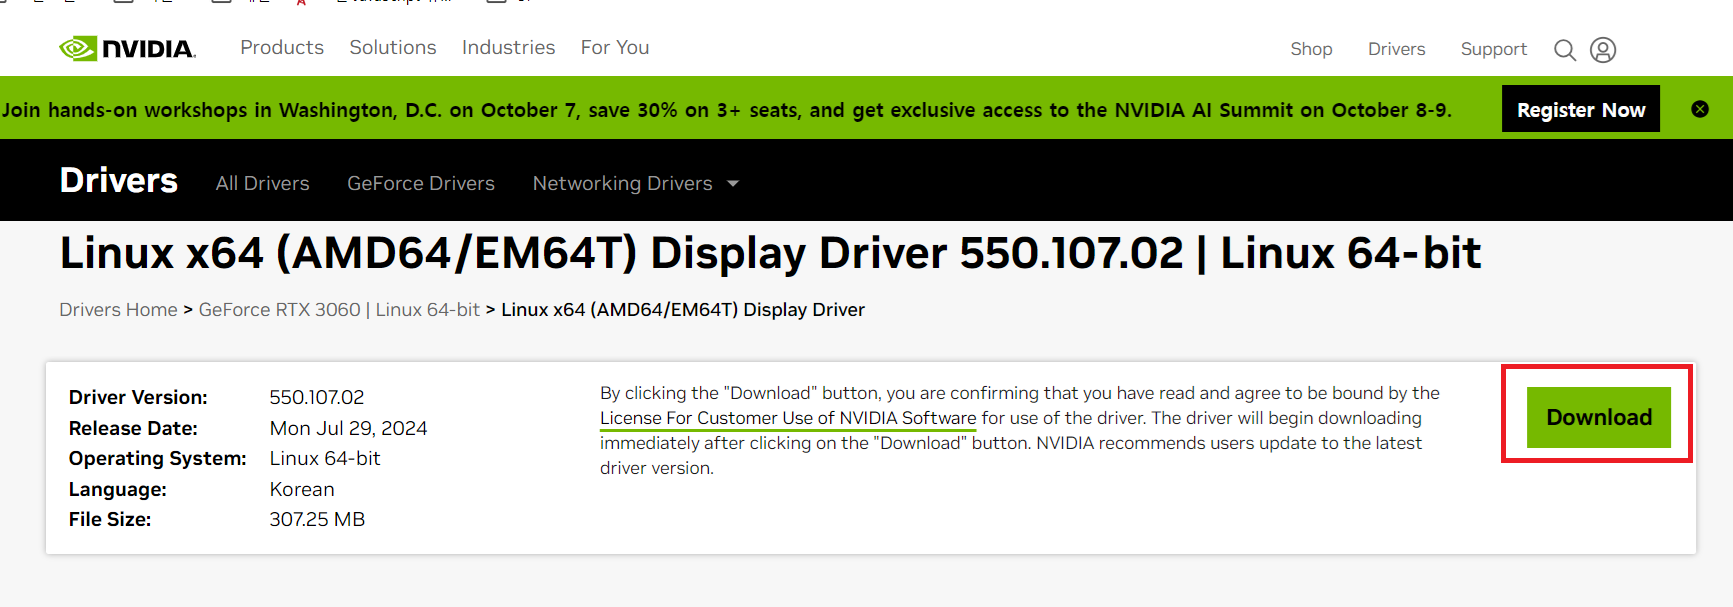 NVIDIA.
Products Solutions Industries For You
Shop Drivers Support
Join hands-on workshops in Washington, D.C. on October 7, save 30% on 3+ seats, and get exclusive access to the NVIDIA AI Summit on October 8-9.
Register Now
Drivers All Drivers GeForce Drivers Networking Drivers
Linux x64 (AMD64/EM64T) Display Driver 550.107.02 | Linux 64-bit
Drivers Home > GeForce RTX 3060 | Linux 64-bit > Linux x64 (AMD64/EM64T) Display Driver
Driver Version: 550.107.02
Release Date: Mon Jul 29, 2024
Operating System: Linux 64-bit
Language: Korean
File Size: 307.25 MB
By clicking the "Download" button, you are confirming that you have read and agree to be bound by the
License For Customer Use of NVIDIA Software for use of the driver. The driver will begin downloading
immediately after clicking on the "Download" button. NVIDIA recommends users update to the latest
driver version.
Download